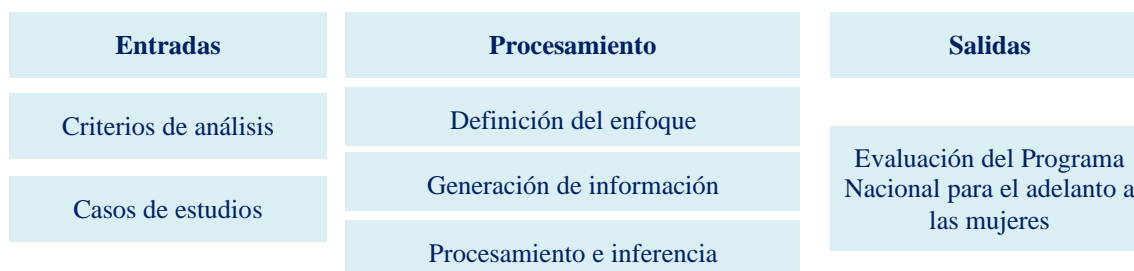 Entradas
Procesamiento
Salidas
Criterios de análisis
Casos de estudios
Definición del enfoque
Generación de información
Procesamiento e inferencia
Evaluación del Programa
Nacional para el adelanto a
las mujeres